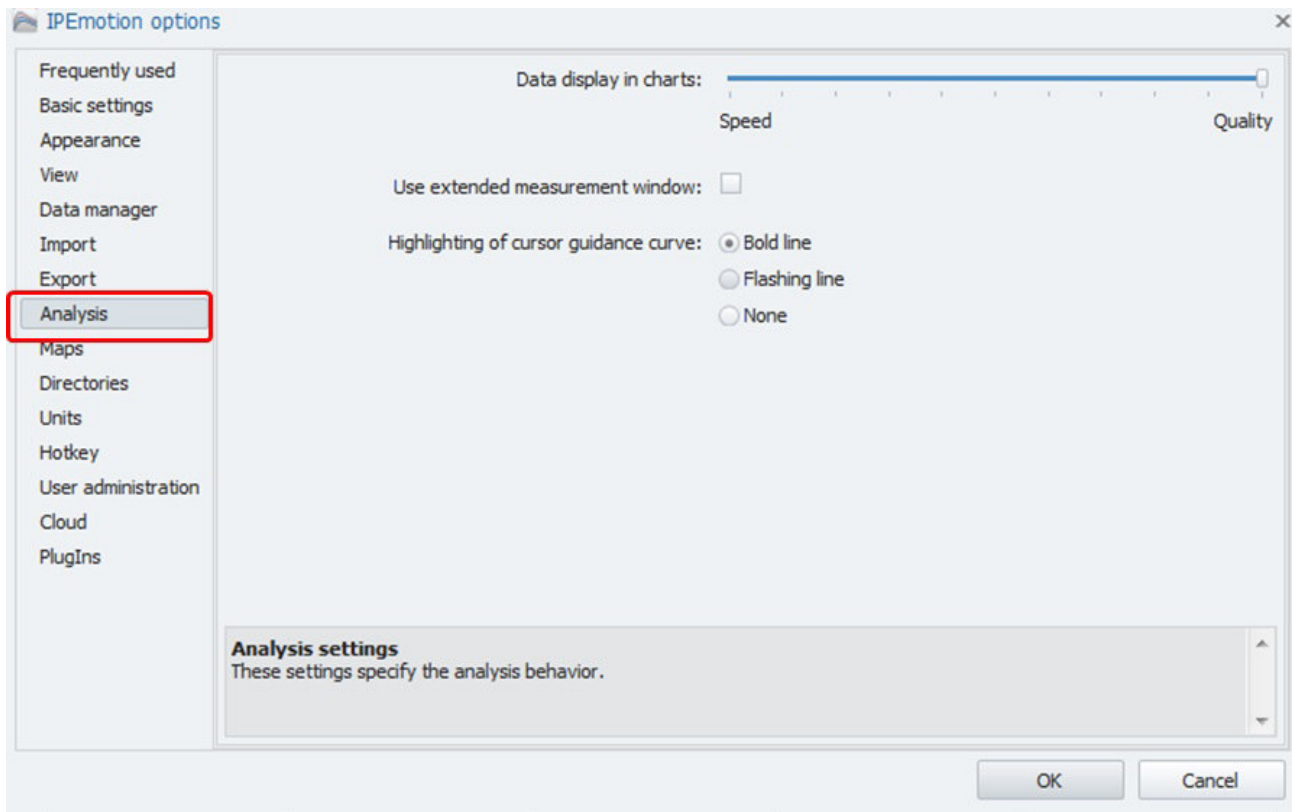 IPEmotion options
Frequently used
Basic settings
Appearance
View
Data manager
Import
Export
Analysis
Maps
Directories
Units
Hotkey
User administration
Cloud
PlugIns
Data display in charts:
Speed Quality
Use extended measurement window:
Highlighting of cursor guidance curve: Bold line
Flashing line
None
Analysis settings
These settings specify the analysis behavior.
OK Cancel